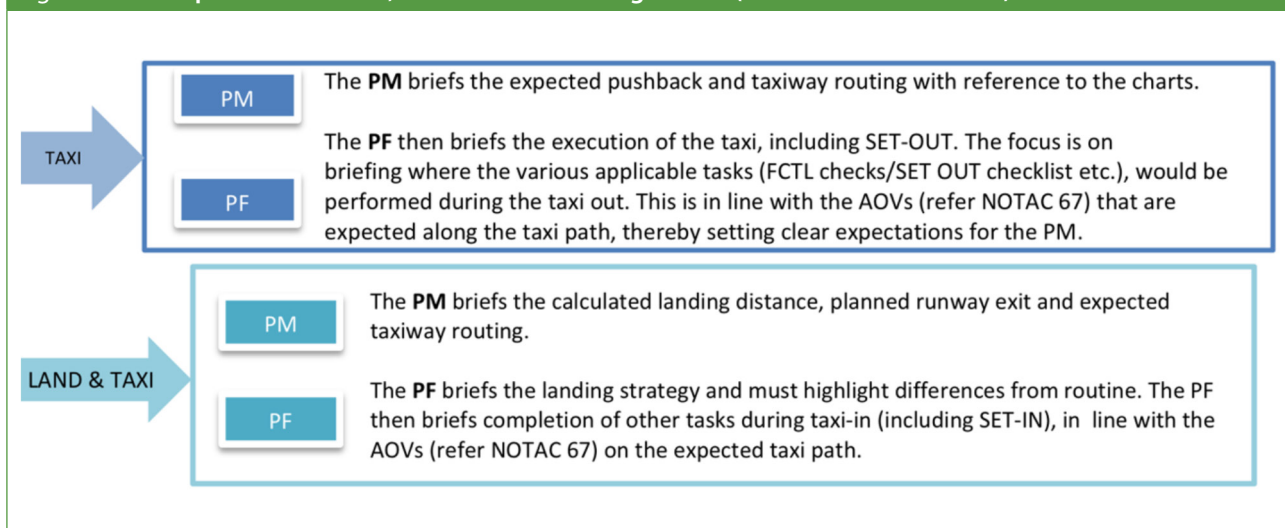 PM
The PM briefs the expected pushback and taxiway routing with reference to the charts.
TAXI
PF
The PF then briefs the execution of the taxi, including SET-OUT. The focus is on
briefing where the various applicable tasks (FCTL checks/SET OUT checklist etc.), would be
performed during the taxi out. This is in line with the AOVs (refer NOTAC 67) that are
expected along the taxi path, thereby setting clear expectations for the PM.
LAND & TAXI
PM
The PM briefs the calculated landing distance, planned runway exit and expected
taxiway routing.
PF
The PF briefs the landing strategy and must highlight differences from routine. The PF
then briefs completion of other tasks during taxi-in (including SET-IN), in line with the
AOVs (refer NOTAC 67) on the expected taxi path.